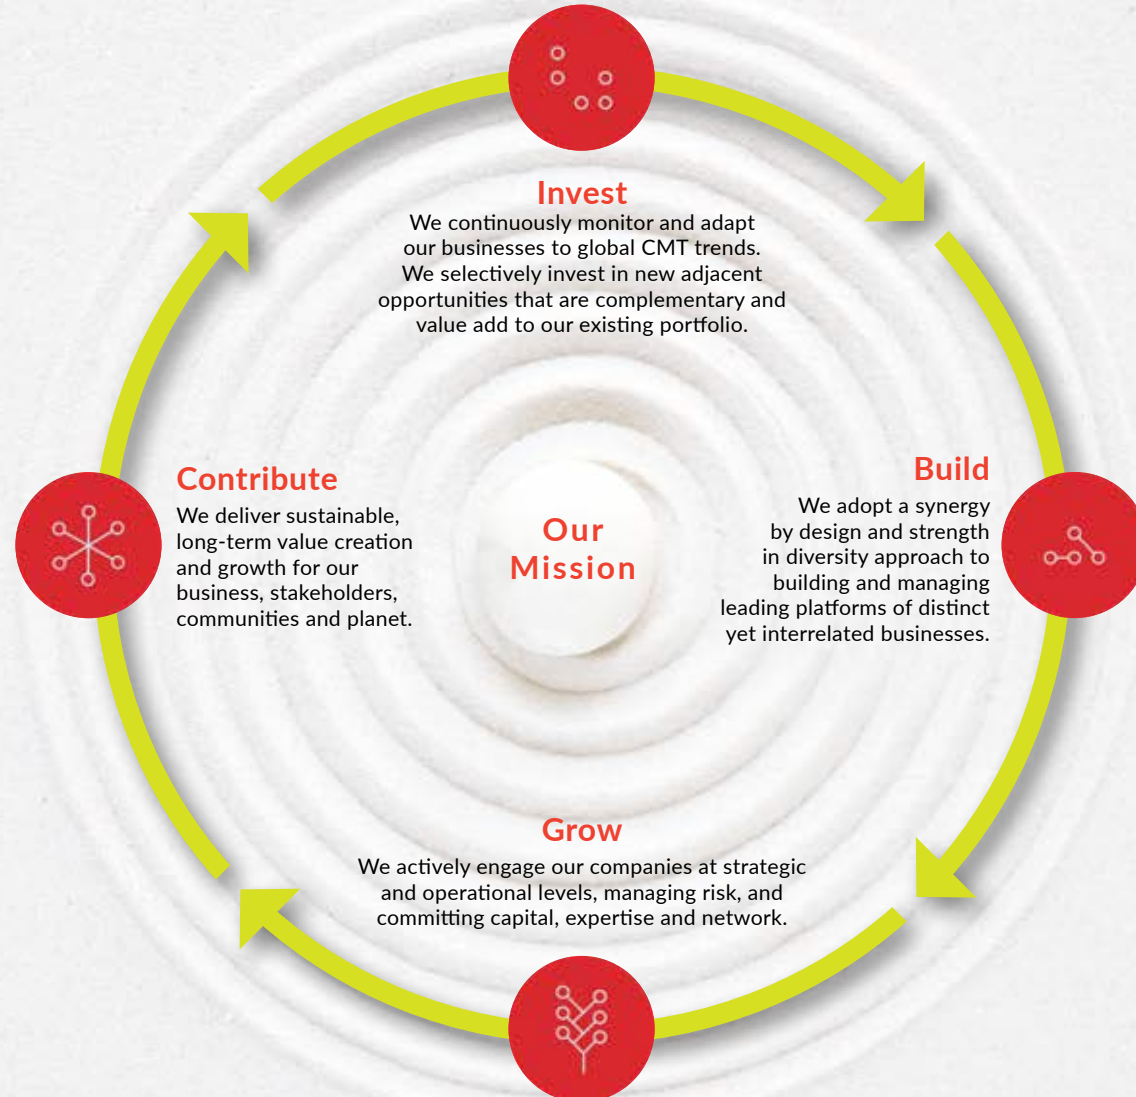 Invest
We continuously monitor and adapt
our businesses to global CMT trends.
We selectively invest in new adjacent
opportunities that are complementary and
value add to our existing portfolio.
Build
We adopt a synergy
by design and strength
in diversity approach to
building and managing
leading platforms of distinct
yet interrelated businesses.
Grow
We actively engage our companies at strategic
and operational levels, managing risk, and
committing capital, expertise and network.
Contribute
We deliver sustainable,
long-term value creation
and growth for our
business, stakeholders,
communities and planet.
Our
Mission